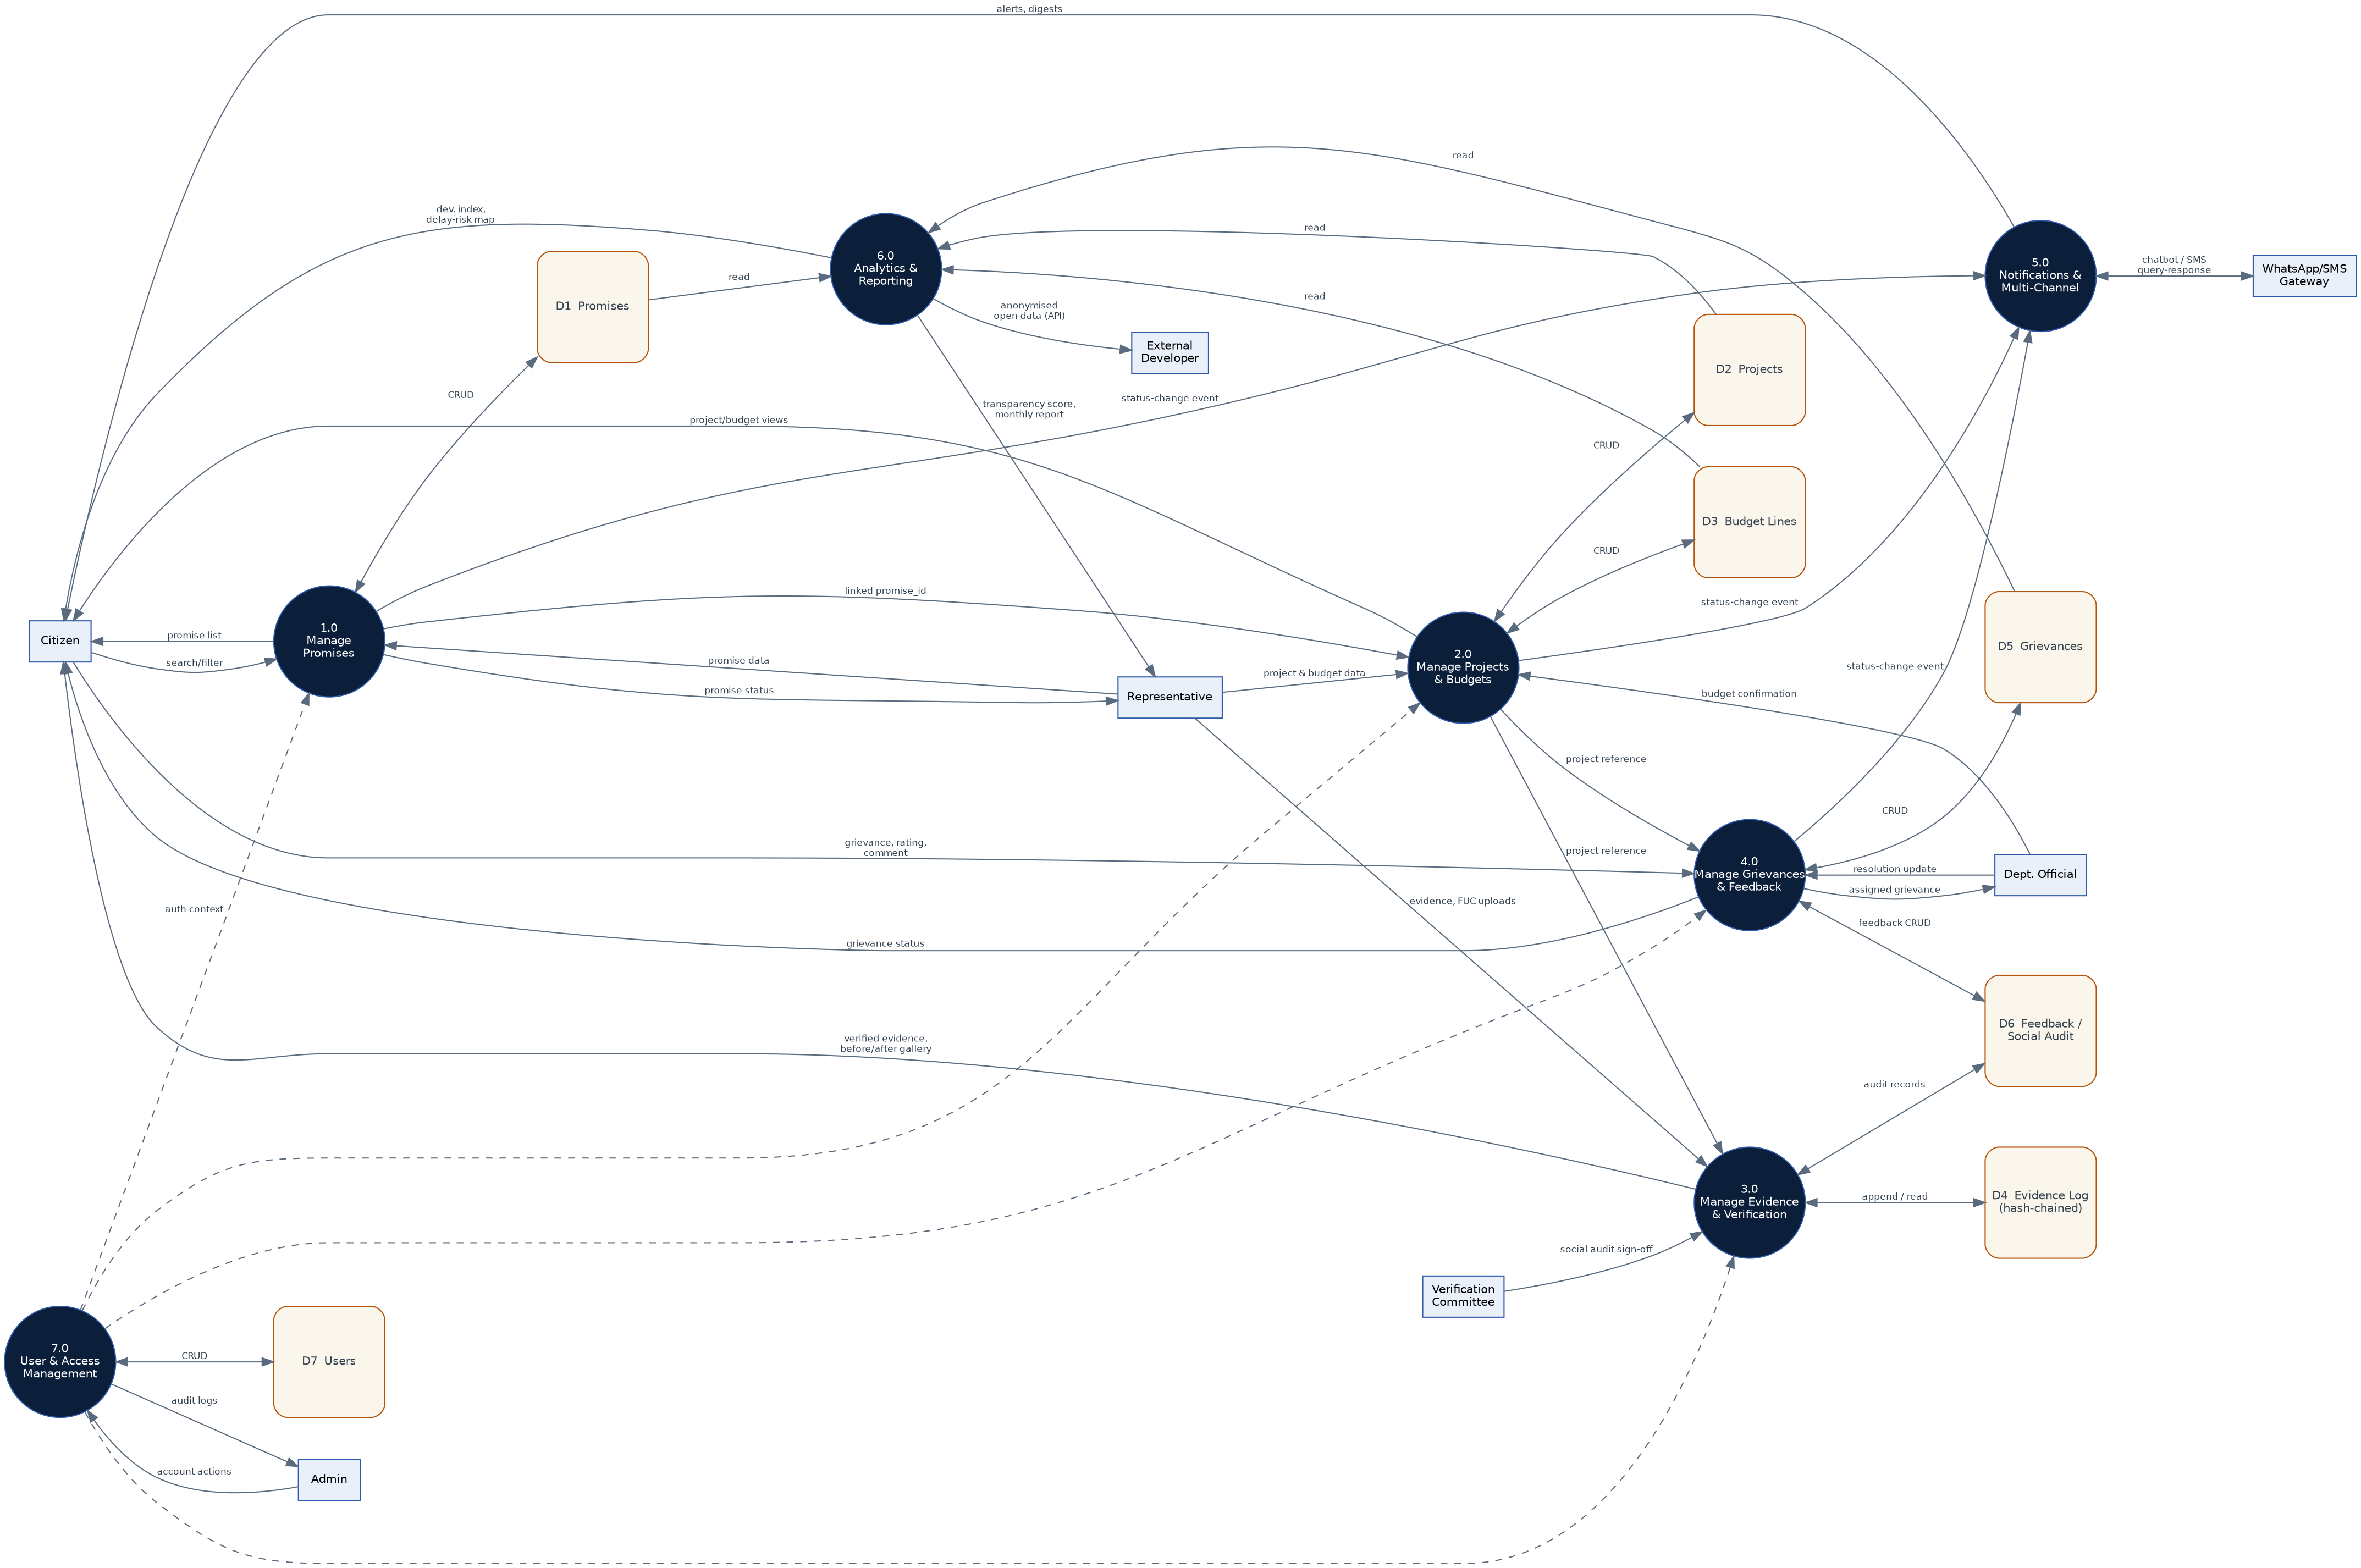 alerts, digests
read
dev. index,
delay-risk map
read
6.0
Analytics &
Reporting
5.0
Notifications &
Multi-Channel
chatbot / SMS
query-response
WhatsApp/SMS
Gateway
D1  Promises
read
read
anonymised
open data (API)
External
Developer
D2  Projects
CRUD
status-change event
transparency score,
monthly report
project/budget views
CRUD
D3  Budget Lines
CRUD
linked promise_id
status-change event
Citizen
promise list
search/filter
1.0
Manage
Promises
promise data
promise status
Representative
project & budget data
2.0
Manage Projects
& Budgets
status-change event
D5  Grievances
budget confirmation
project reference
CRUD
grievance, rating,
comment
project reference
4.0
Manage Grievances
& Feedback
resolution update
assigned grievance
Dept. Official
auth context
evidence, FUC uploads
grievance status
feedback CRUD
D6  Feedback /
Social Audit
verified evidence,
before/after gallery
audit records
3.0
Manage Evidence
& Verification
append / read
D4  Evidence Log
(hash-chained)
social audit sign-off
Verification
Committee
7.0
User & Access
Management
CRUD
D7  Users
audit logs
account actions
Admin